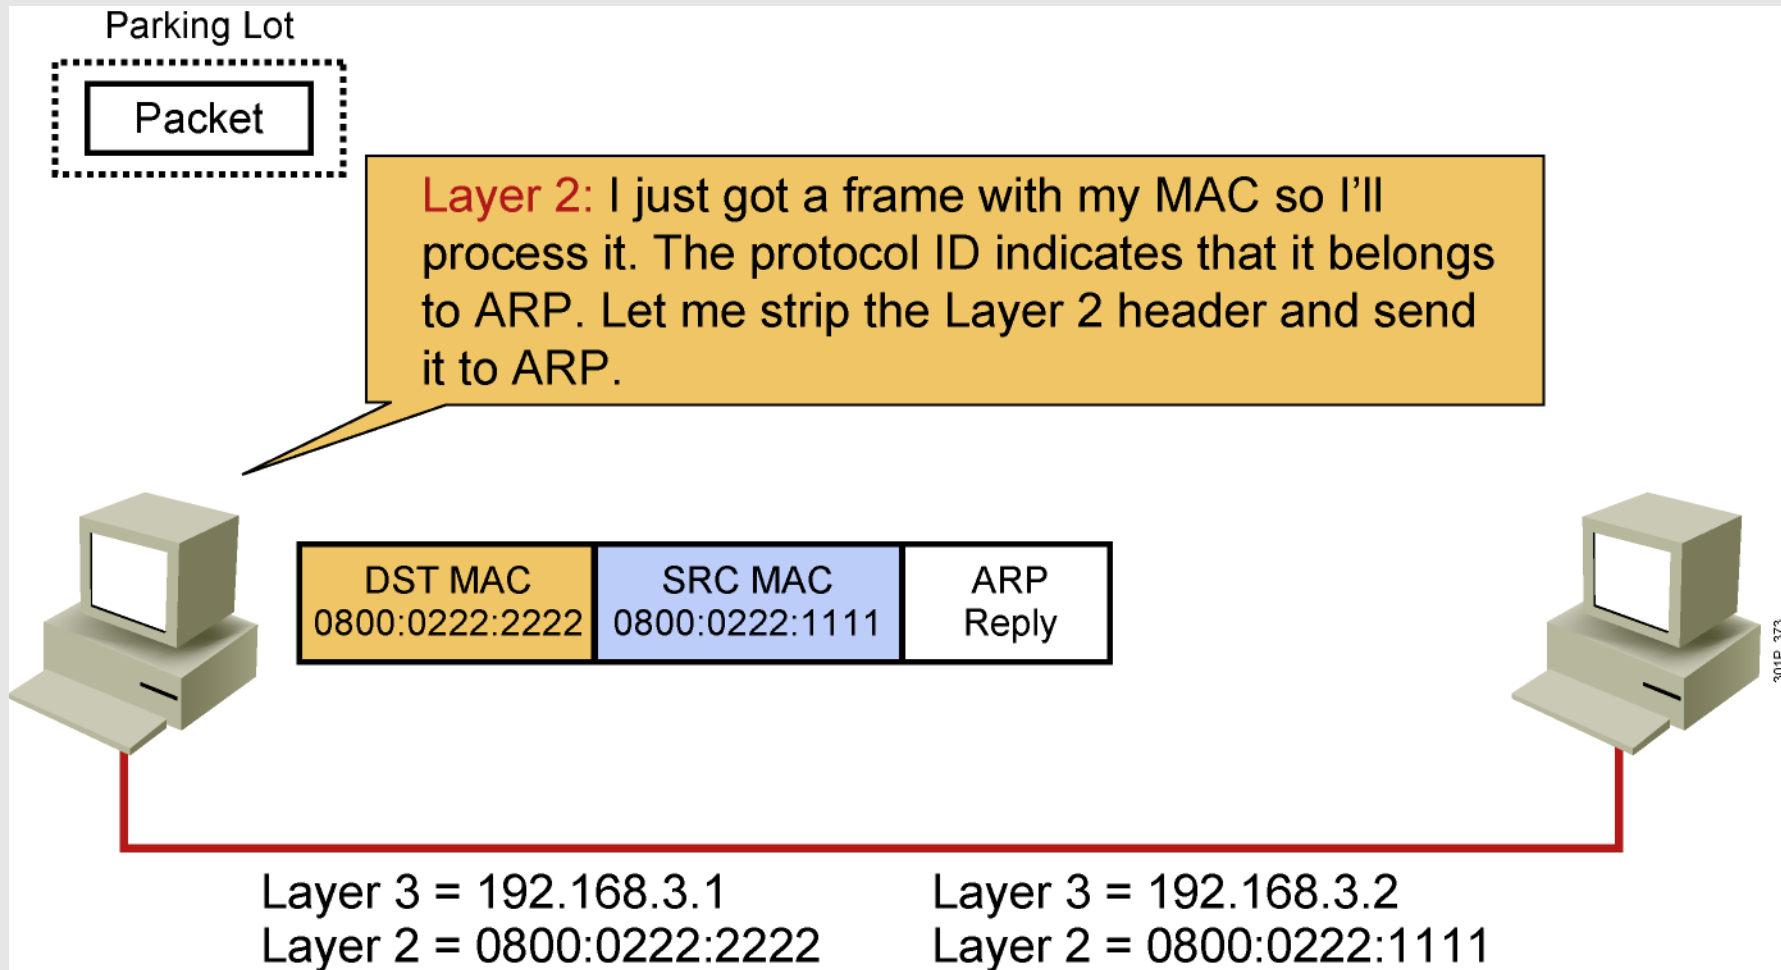 Parking Lot
Packet
Layer 2: I just got a frame with my MAC so I’ll
process it. The protocol ID indicates that it belongs
to ARP. Let me strip the Layer 2 header and send
it to ARP.
DST MAC
0800:0222:2222
SRC MAC
0800:0222:1111
ARP
Reply
301P_373
Layer 3 = 192.168.3.1
Layer 2 = 0800:0222:2222
Layer 3 = 192.168.3.2
Layer 2 = 0800:0222:1111